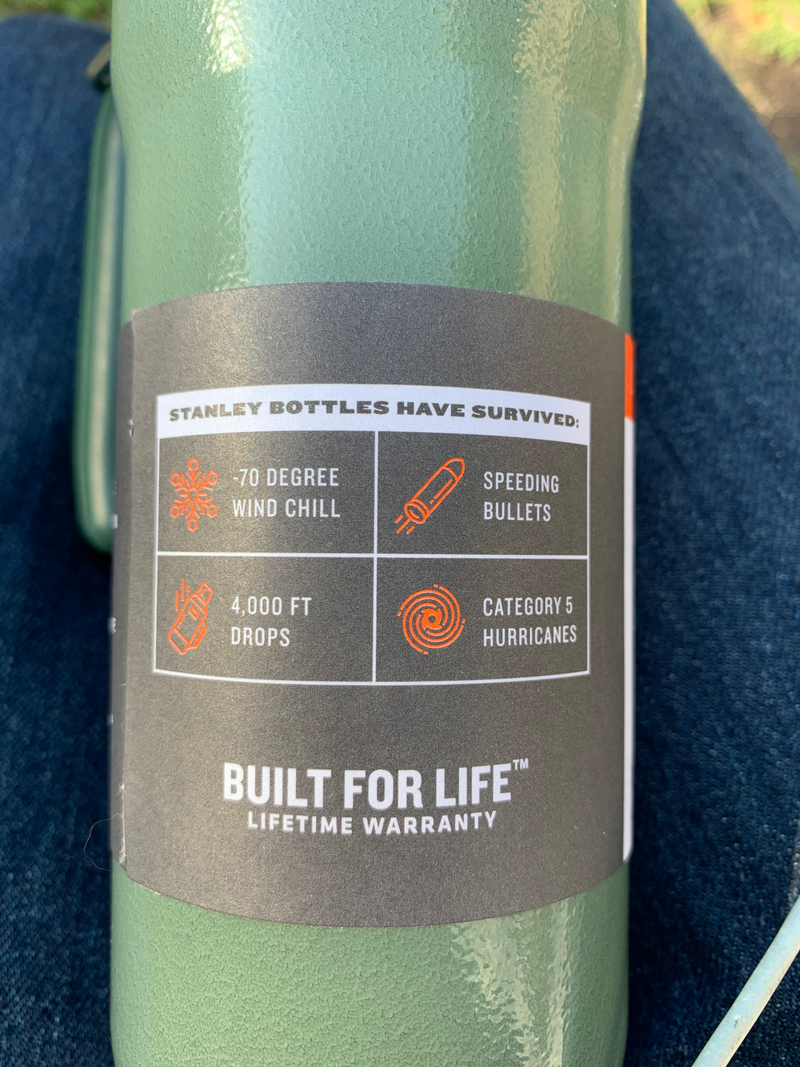 STANLEY BOTTLES HAVE SURVIVED:
-70 DEGREE
WIND CHILL
SPEEDING
BULLETS
4,000 FT
DROPS
CATEGORY 5
HURRICANES
BUILT FOR LIFE™
LIFETIME WARRANTY